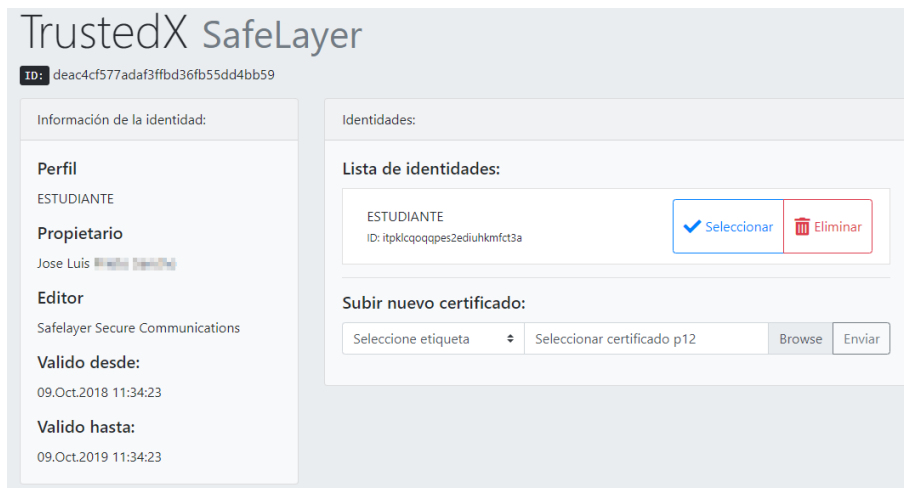 TrustedX SafeLayer
ID: deac4cf577adaf3ffbd36fb55dd4bb59
Información de la identidad:
Perfil
ESTUDIANTE
Propietario
Jose Luis
Editor
Safelayer Secure Communications
Valido desde:
09.Oct.2018 11:34:23
Valido hasta:
09.Oct.2019 11:34:23
Identidades:
Lista de identidades:
ESTUDIANTE
ID: itpklcqoqqpes2ediuhkmfct3a
Seleccionar
Eliminar
Subir nuevo certificado:
Seleccione etiqueta
Seleccionar certificado p12
Browse
Enviar